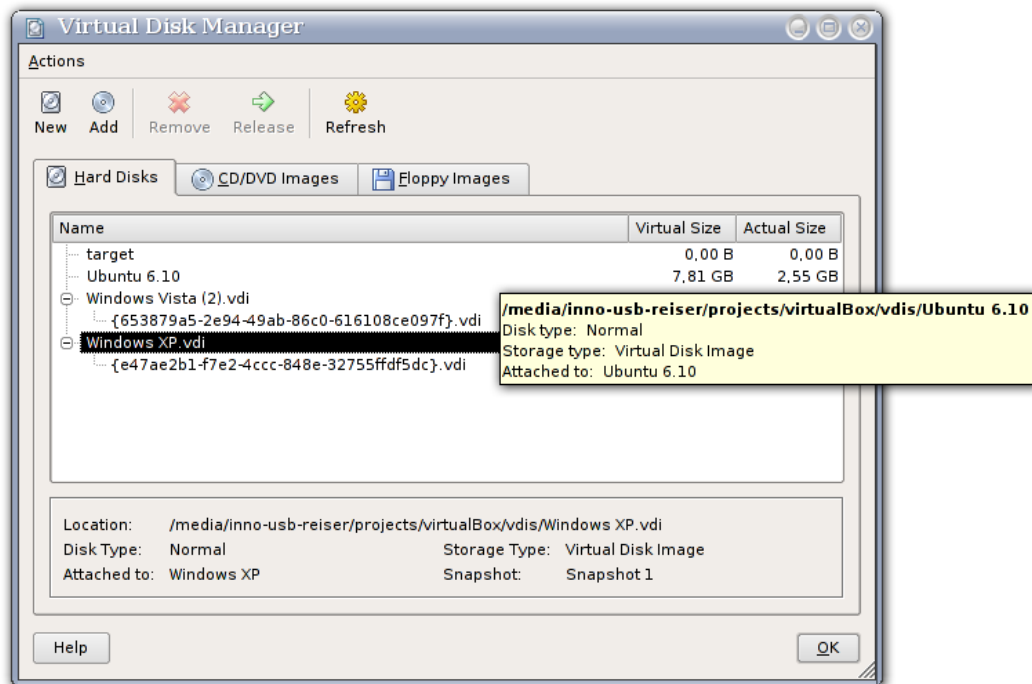 Virtual Disk Manager
Actions
New Add Remove Release Refresh
Hard Disks CD/DVD Images Floppy Images
Name Virtual Size Actual Size
target 0,00 B 0,00 B
Ubuntu 6.10 7,81 GB 2,55 GB
Windows Vista (2).vdi
{653879a5-2e94-49ab-86c0-616108ce097f}.vdi
Windows XP.vdi
{e47ae2b1-f7e2-4ccc-848e-32755ffdf5dc}.vdi
/media/inno-usb-reiser/projects/virtualBox/vdis/Ubuntu 6.10
Disk type: Normal
Storage type: Virtual Disk Image
Attached to: Ubuntu 6.10
Location: /media/inno-usb-reiser/projects/virtualBox/vdis/Windows XP.vdi
Disk Type: Normal Storage Type: Virtual Disk Image
Attached to: Windows XP Snapshot: Snapshot 1
Help OK